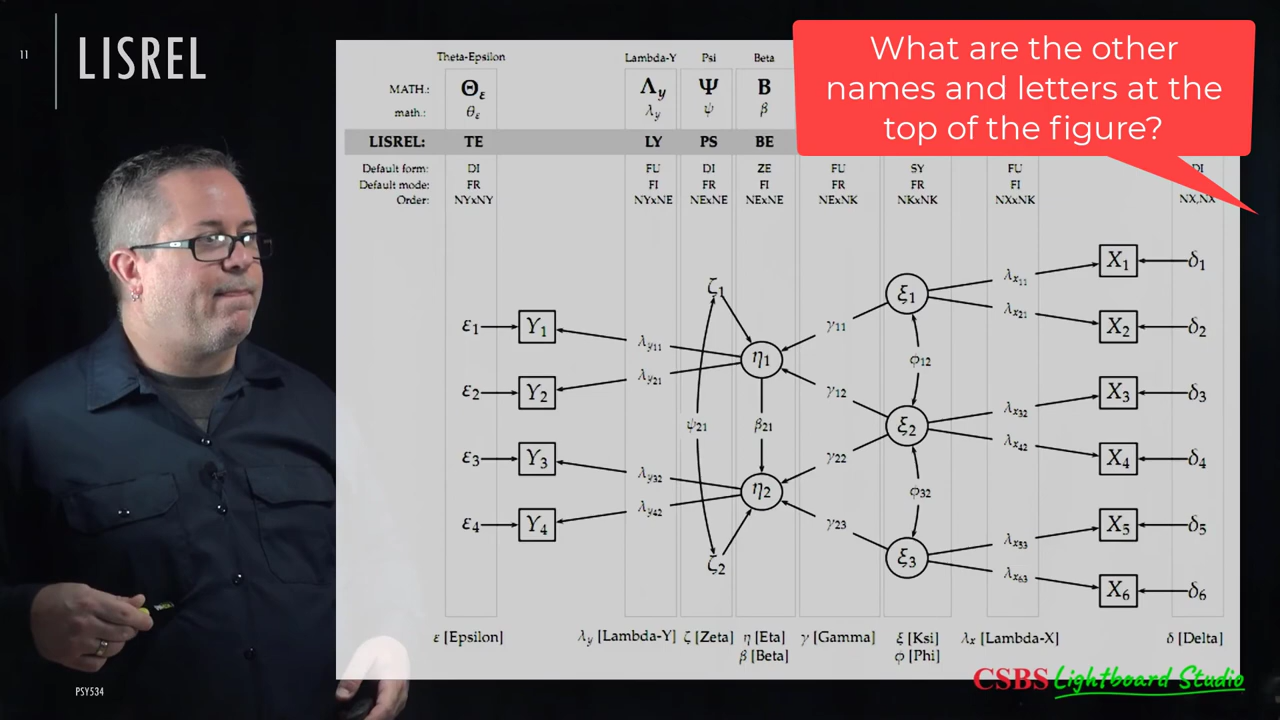 11
LISREL
What are the other
names and letters at the
top of the figure?
Theta-Epsilon Lambda-Y Psi Beta
MATH.: Θε Λy Ψ B
math.: θε λy ψ β
LISREL: TE LY PS BE
Default form: DI FU DI ZE FU SY FU DI
Default mode: FR FI FR FI FR FR FI
Order: NYxNY NYxNE NExNE NExNE NExNK NKxNK NXxNK NX,NX
X1 δ1
ζ1 ξ1 λx11
λx21
ε1 Y1 λy11 γ11 X2 δ2
η1 φ12
λy21
ε2 Y2 γ12 X3 δ3
λx32
ψ21 β21 ξ2
λx42
ε3 Y3 γ22 X4 δ4
λy32
η2 φ32
λy42
ε4 Y4 γ23 X5 δ5
λx53
ζ2 ξ3
λx63
X6 δ6
ε [Epsilon] λy [Lambda-Y] ζ [Zeta] η [Eta] γ [Gamma] ξ [Ksi] λx [Lambda-X] δ [Delta]
β [Beta] φ [Phi]
CSBS Lightboard Studio
PSY534